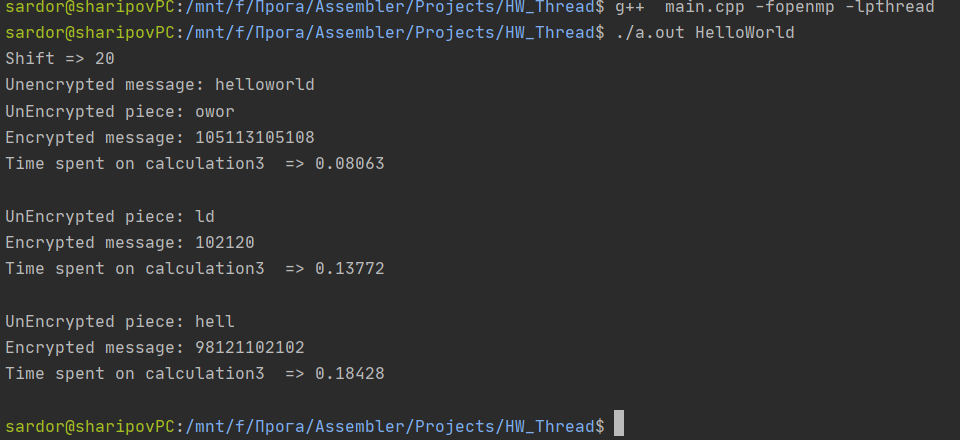 sardor@sharipovPC:/mnt/f/Прога/Assembler/Projects/HW_Thread$ g++  main.cpp -fopenmp -lpthread
sardor@sharipovPC:/mnt/f/Прога/Assembler/Projects/HW_Thread$ ./a.out HelloWorld
Shift => 20
Unencrypted message: helloworld
UnEncrypted piece: owor
Encrypted message: 105113105108
Time spent on calculation3  => 0.08063

UnEncrypted piece: ld
Encrypted message: 102120
Time spent on calculation3  => 0.13772

UnEncrypted piece: hell
Encrypted message: 98121102102
Time spent on calculation3  => 0.18428

sardor@sharipovPC:/mnt/f/Прога/Assembler/Projects/HW_Thread$